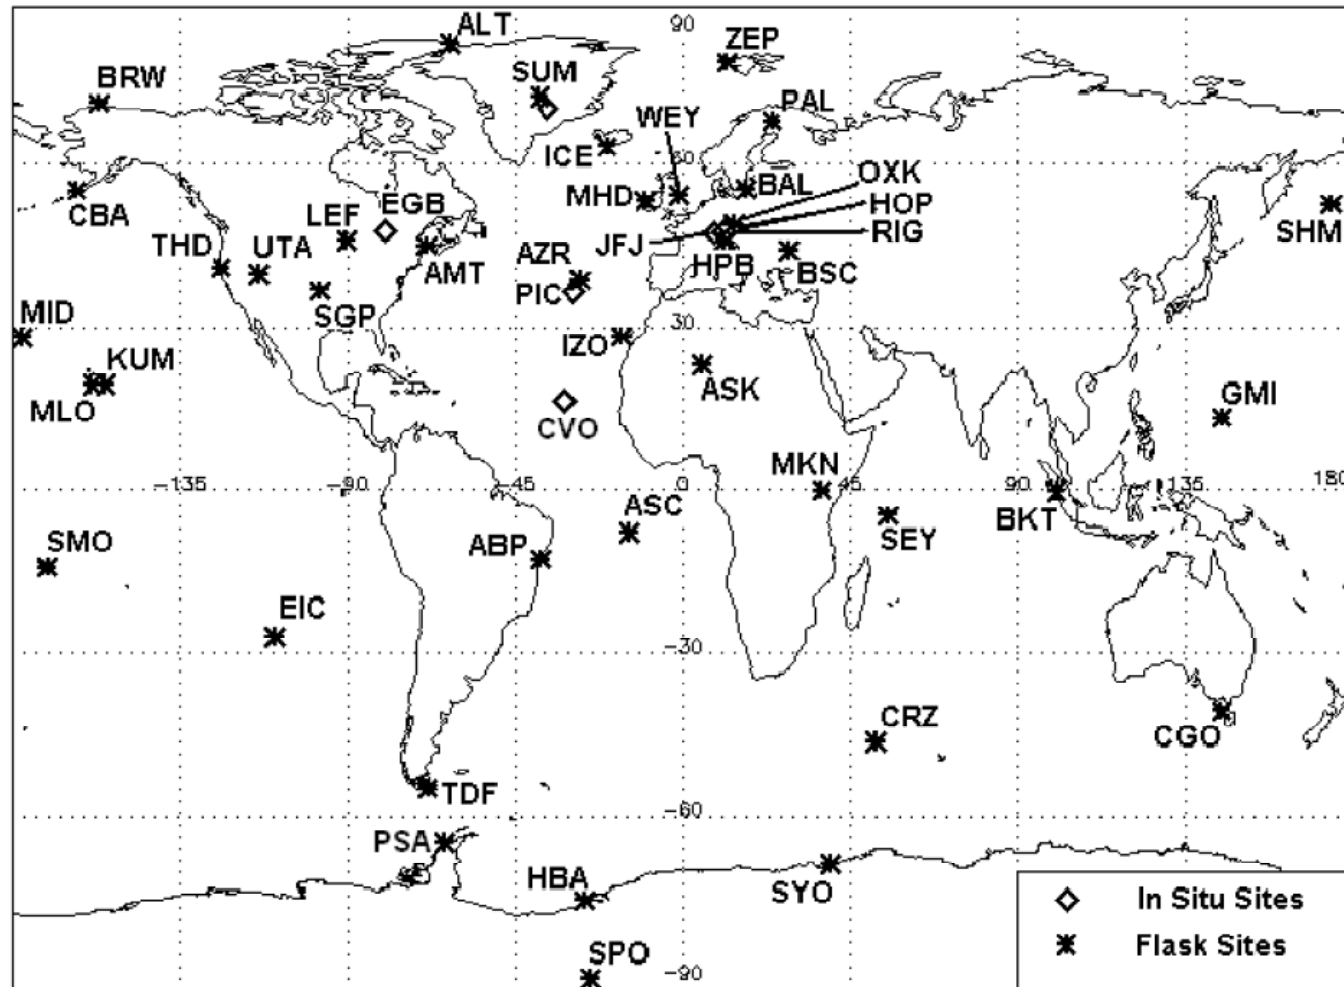 ALT
90
ZEP
BRW
SUM
WEY
PAL
ICE
60
OXK
MHD
BAL
HOP
CBA
LEF
EGB
RIG
SHM
THD
UTA
AMT
AZR
JFJ
HPB
BSC
PIC
SGP
MID
30
IZO
KUM
ASK
MLO
CVO
GMI
MKN
-135
-90
-45
45
90
135
180
ASC
BKT
SMO
ABP
SEY
EIC
-30
CRZ
CGO
TDF
-60
PSA
HBA
SYO
In Situ Sites
Flask Sites
SPO
-90